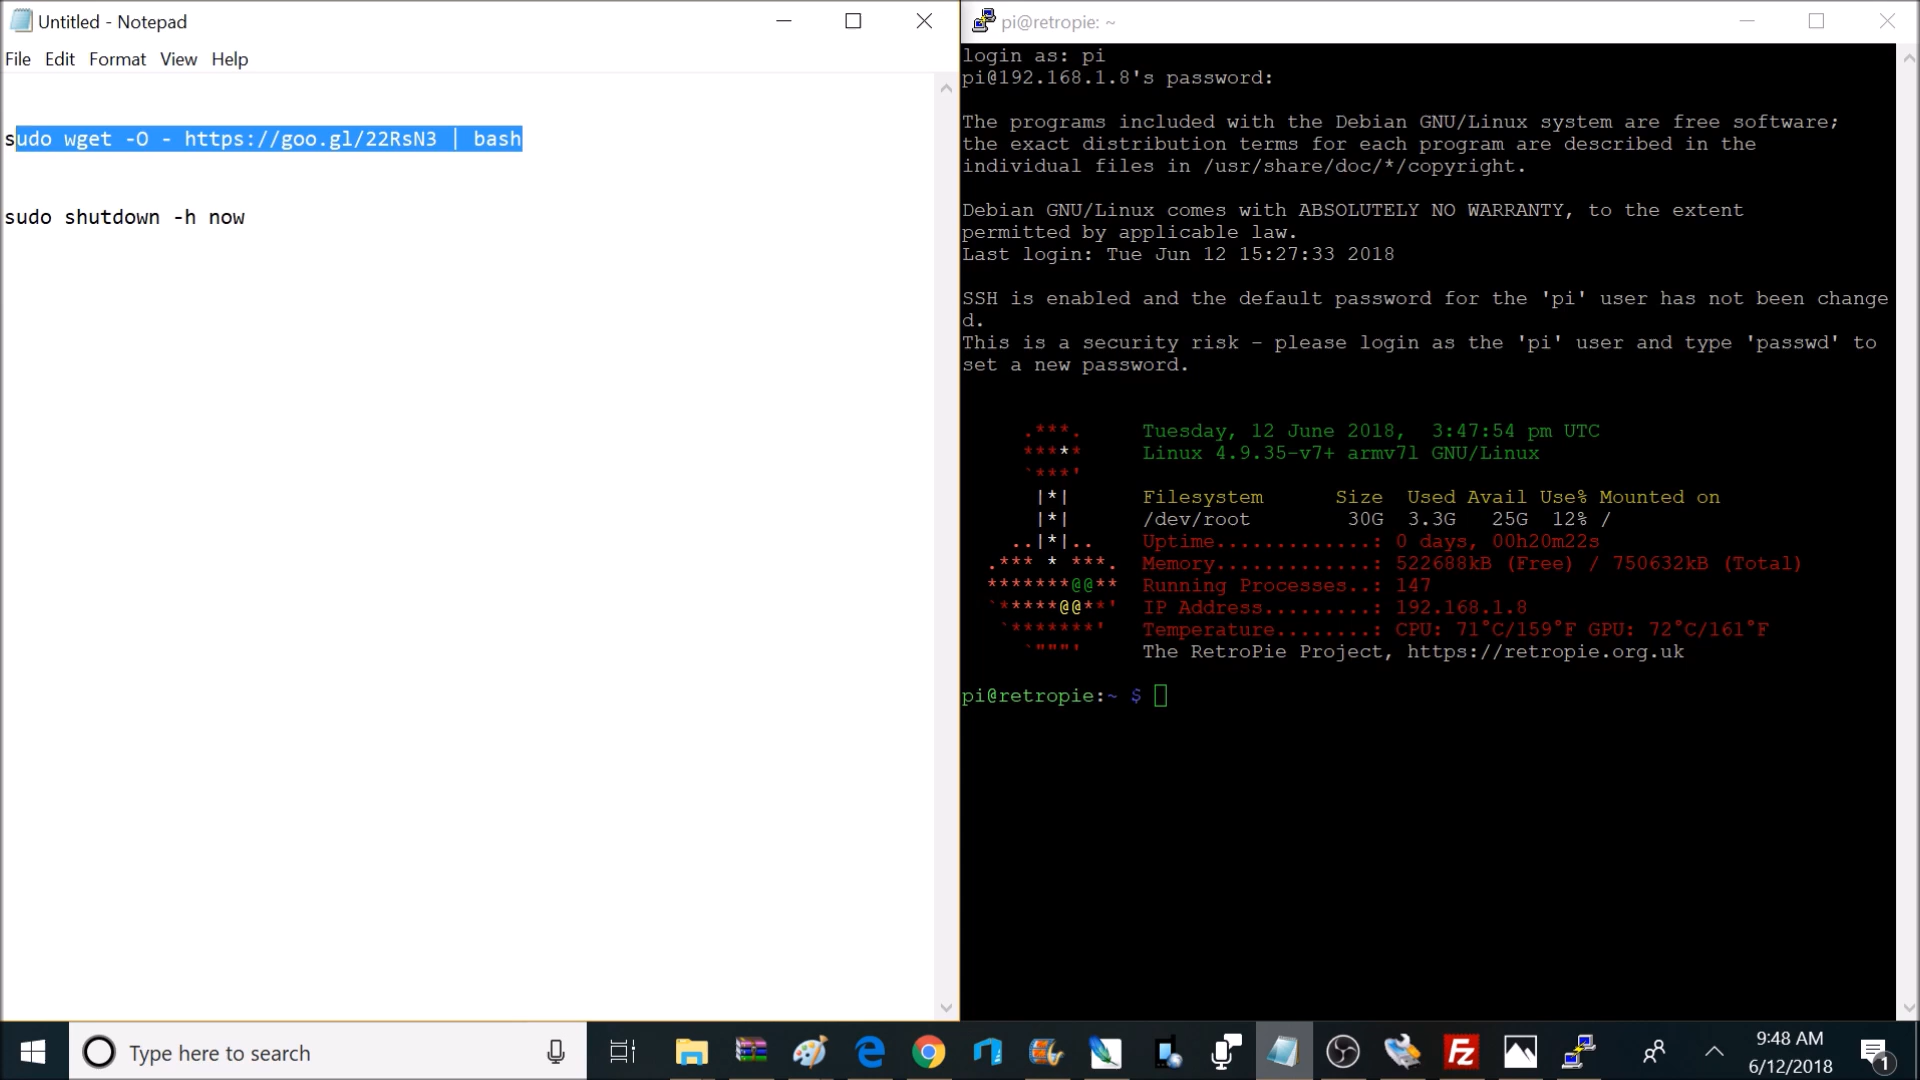 Untitled - Notepad
File Edit Format View Help
sudo wget -O - https://goo.gl/22RsN3 | bash
sudo shutdown -h now
pi@retropie: ~
login as: pi
pi@192.168.1.8's password:
The programs included with the Debian GNU/Linux system are free software;
the exact distribution terms for each program are described in the
individual files in /usr/share/doc/*/copyright.
Debian GNU/Linux comes with ABSOLUTELY NO WARRANTY, to the extent
permitted by applicable law.
Last login: Tue Jun 12 15:27:33 2018
SSH is enabled and the default password for the 'pi' user has not been change
d.
This is a security risk - please login as the 'pi' user and type 'passwd' to
set a new password.
.***. Tuesday, 12 June 2018, 3:47:54 pm UTC
***** Linux 4.9.35-v7+ armv7l GNU/Linux
`***'
|*| Filesystem Size Used Avail Use% Mounted on
|*| /dev/root 30G 3.3G 25G 12% /
..|*|.. Uptime.............: 0 days, 00h20m22s
.*** * ***. Memory.............: 522688kB (Free) / 750632kB (Total)
*******@@** Running Processes..: 147
`******@@**' IP Address.........: 192.168.1.8
`*******' Temperature........: CPU: 71°C/159°F GPU: 72°C/161°F
`"""' The RetroPie Project, https://retropie.org.uk
pi@retropie:~ $
Type here to search
Fz
9:48 AM
6/12/2018
1